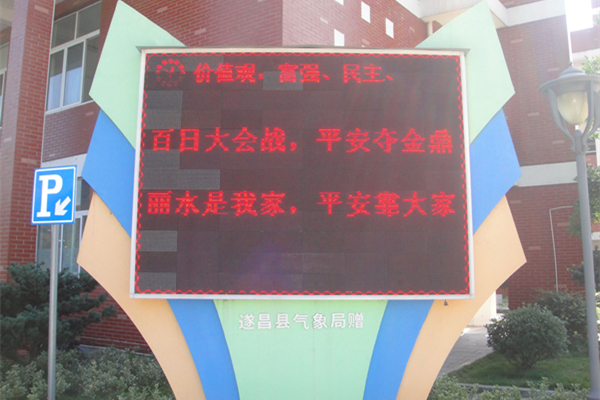 价值观：富强、民主、
百日大会战，平安夺金鼎
丽水是我家，平安靠大家
遂昌县气象局赠
P